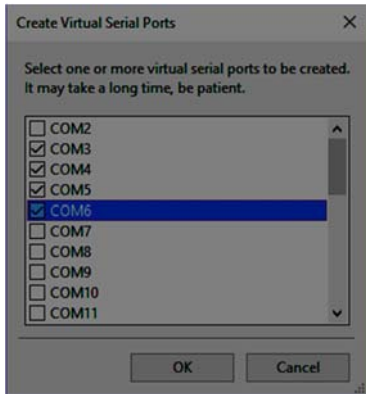 Create Virtual Serial Ports
Select one or more virtual serial ports to be created.
It may take a long time, be patient.
COM2
COM3
COM4
COM5
COM6
COM7
COM8
COM9
COM10
COM11
OK
Cancel